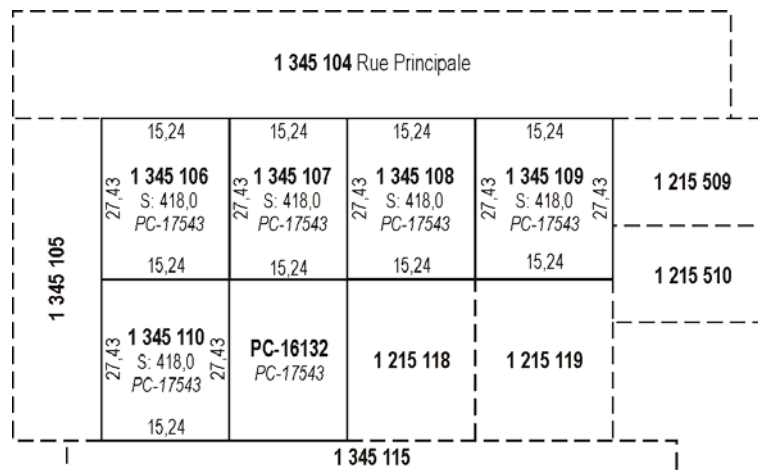 1 345 104 Rue Principale
15,24 15,24 15,24 15,24
27,43 1 345 106 27,43 1 345 107 27,43 1 345 108 27,43 1 345 109 27,43
S: 418,0 S: 418,0 S: 418,0 S: 418,0
PC-17543 PC-17543 PC-17543 PC-17543
15,24 15,24 15,24 15,24
1 215 509
1 215 510
1 345 105
27,43 1 345 110 27,43
S: 418,0
PC-17543
15,24
PC-16132
PC-17543
1 215 118
1 215 119
1 345 115